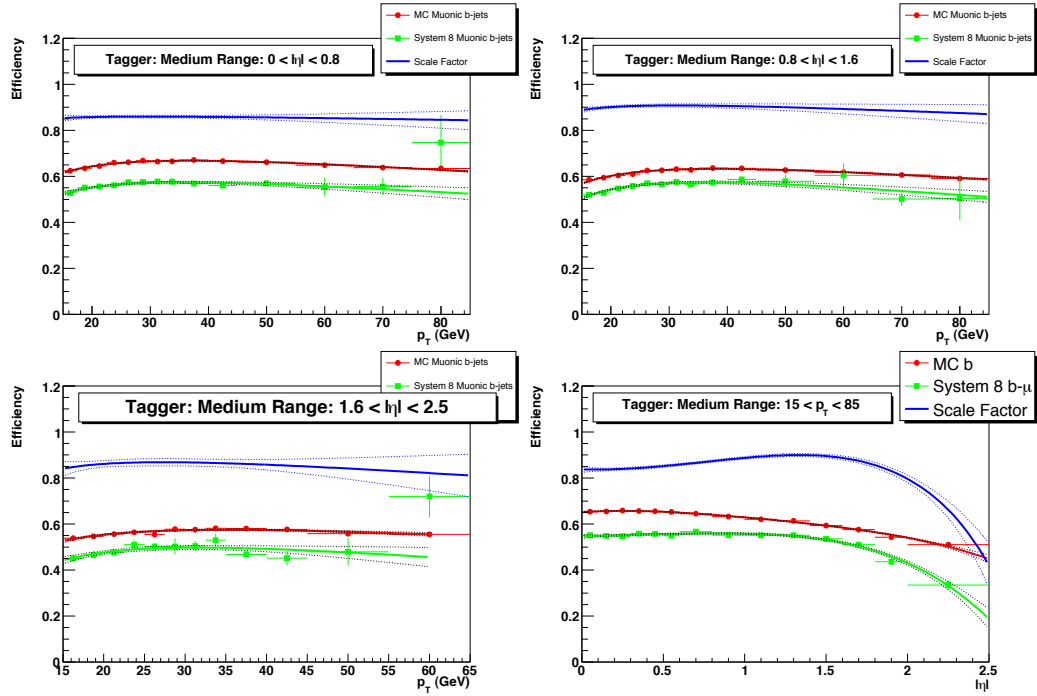 MC Muonic b-jets
System 8 Muonic b-jets
Scale Factor
Tagger: Medium Range: 0 < |η| < 0.8
Efficiency
1.2
1
0.8
0.6
0.4
0.2
0
20 30 40 50 60 70 80
p_T (GeV)
MC Muonic b-jets
System 8 Muonic b-jets
Scale Factor
Tagger: Medium Range: 0.8 < |η| < 1.6
Efficiency
1.2
1
0.8
0.6
0.4
0.2
0
20 30 40 50 60 70 80
p_T (GeV)
MC Muonic b-jets
System 8 Muonic b-jets
Tagger: Medium Range: 1.6 < |η| < 2.5
Efficiency
1.2
1
0.8
0.6
0.4
0.2
0
15 20 25 30 35 40 45 50 55 60 65
p_T (GeV)
MC b
System 8 b-μ
Scale Factor
Tagger: Medium Range: 15 < p_T < 85
Efficiency
1.2
1
0.8
0.6
0.4
0.2
0
0 0.5 1 1.5 2 2.5
|η|